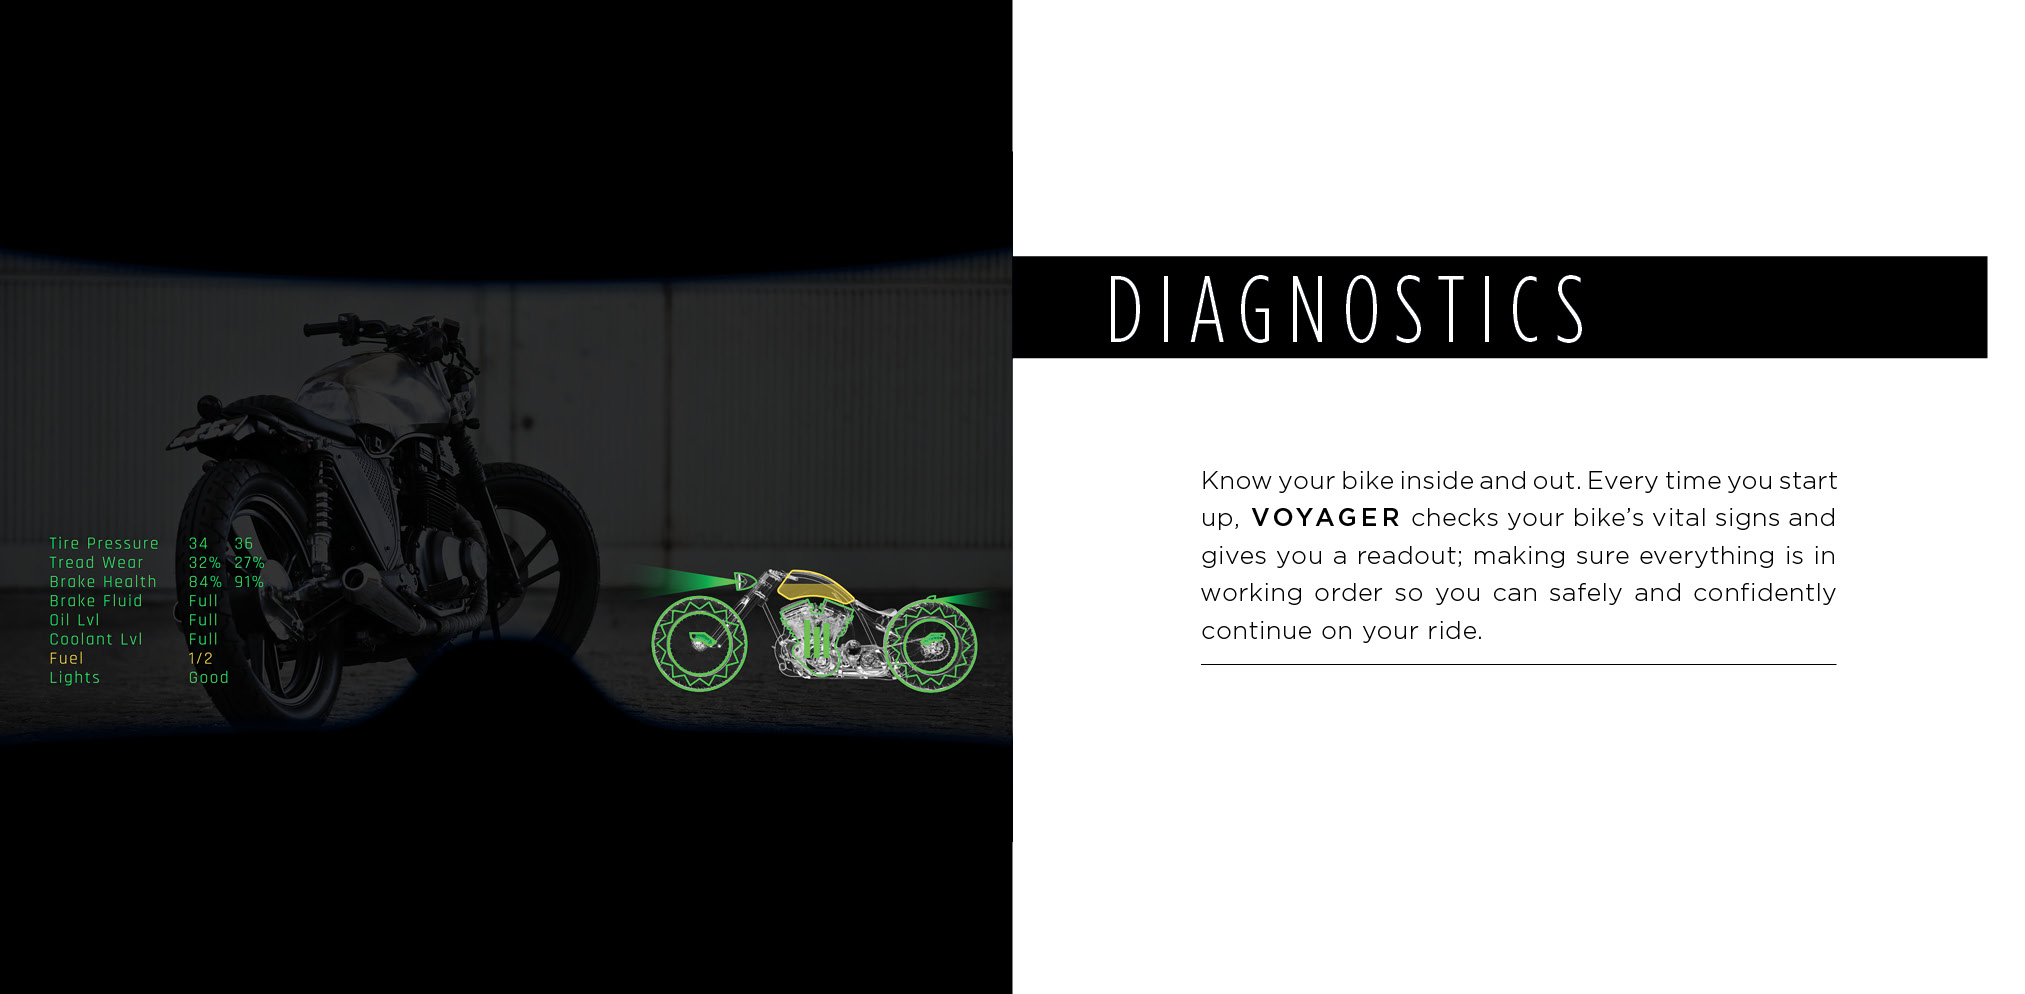 Tire Pressure 34 36
Tread Wear 32% 27%
Brake Health 84% 91%
Brake Fluid Full
Oil Lvl Full
Coolant Lvl Full
Fuel 1/2
Lights Good
DIAGNOSTICS
Know your bike inside and out. Every time you start
up, VOYAGER checks your bike’s vital signs and
gives you a readout; making sure everything is in
working order so you can safely and confidently
continue on your ride.